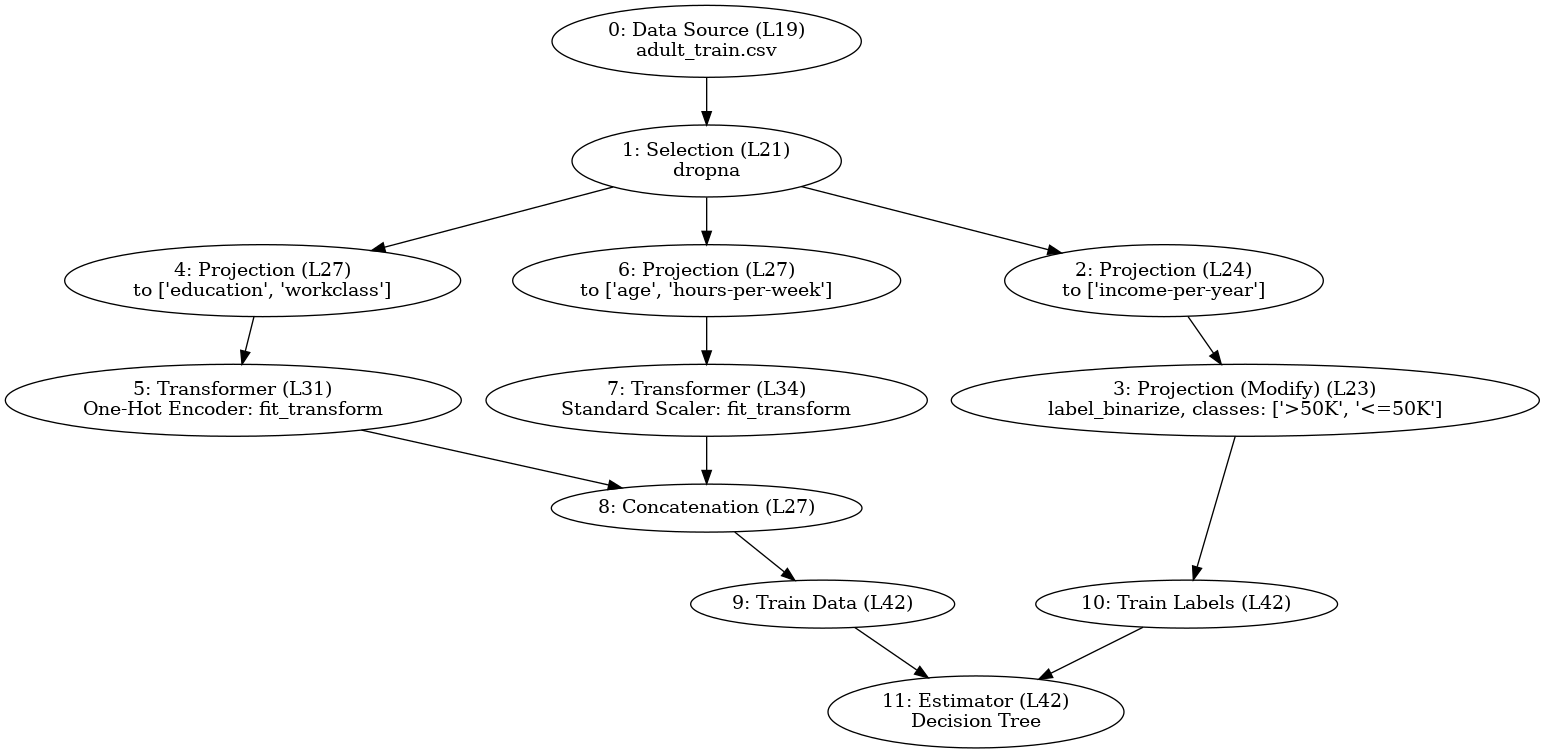 0: Data Source (L19)
adult_train.csv
1: Selection (L21)
dropna
4: Projection (L27)
to ['education', 'workclass']
6: Projection (L27)
to ['age', 'hours-per-week']
2: Projection (L24)
to ['income-per-year']
5: Transformer (L31)
One-Hot Encoder: fit_transform
7: Transformer (L34)
Standard Scaler: fit_transform
3: Projection (Modify) (L23)
label_binarize, classes: ['>50K', '<=50K']
8: Concatenation (L27)
9: Train Data (L42)
10: Train Labels (L42)
11: Estimator (L42)
Decision Tree